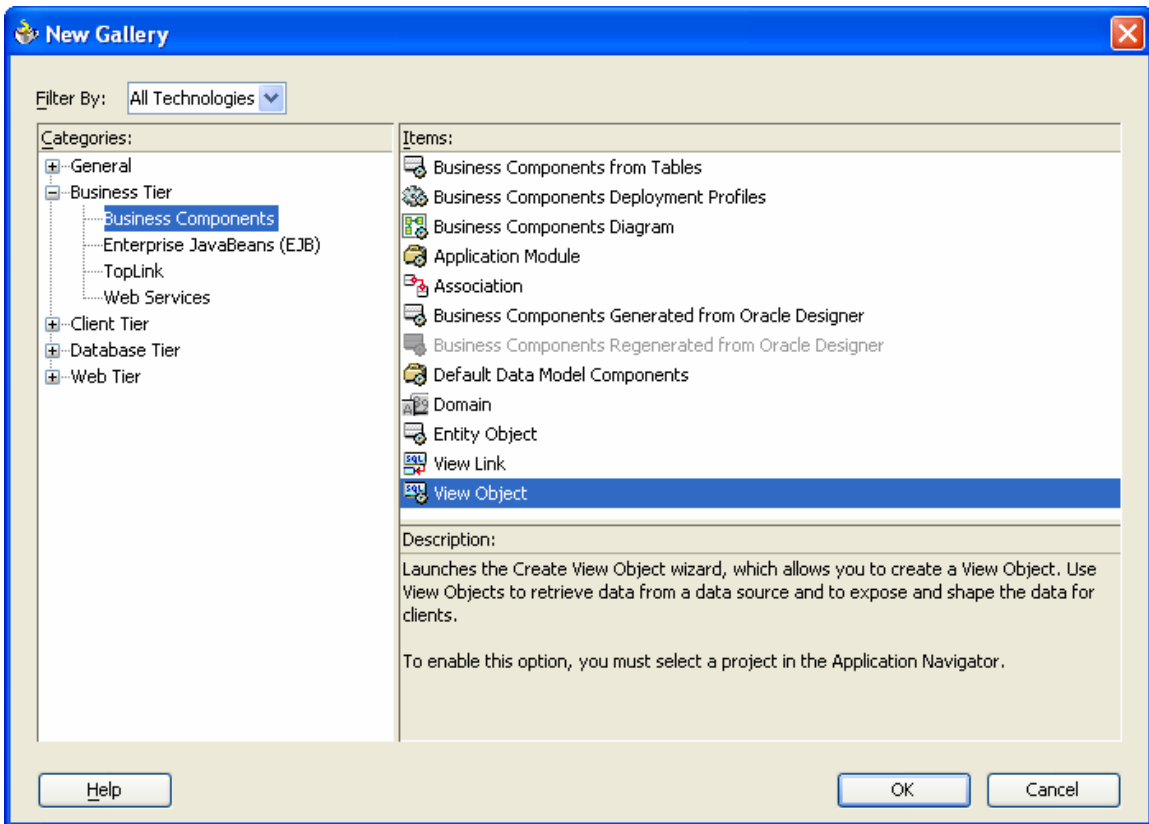 New Gallery
Filter By: All Technologies
Categories:
General
Business Tier
Business Components
Enterprise JavaBeans (EJB)
TopLink
Web Services
Client Tier
Database Tier
Web Tier
Items:
Business Components from Tables
Business Components Deployment Profiles
Business Components Diagram
Application Module
Association
Business Components Generated from Oracle Designer
Business Components Regenerated from Oracle Designer
Default Data Model Components
Domain
Entity Object
View Link
View Object
Description:
Launches the Create View Object wizard, which allows you to create a View Object. Use
View Objects to retrieve data from a data source and to expose and shape the data for
clients.
To enable this option, you must select a project in the Application Navigator.
Help
OK
Cancel